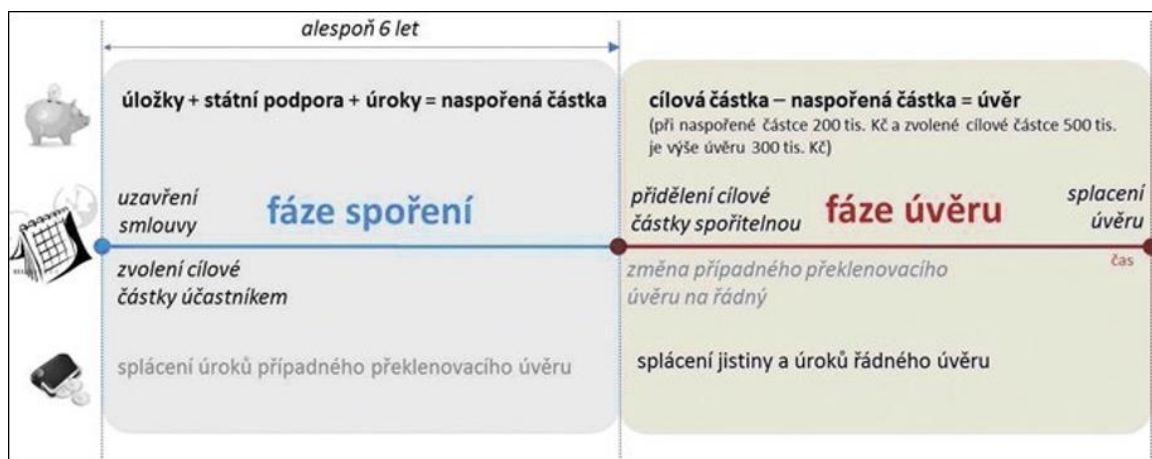 alespoň 6 let
úložky + státní podpora + úroky = naspořená částka
cílová částka – naspořená částka = úvěr
(při naspořené částce 200 tis. Kč a zvolené cílové částce 500 tis.
je výše úvěru 300 tis. Kč)
uzavření
smlouvy
fáze spoření
přidělení cílové
částky spořitelnou
fáze úvěru
splacení
úvěru
zvolení cílové
částky účastníkem
změna případného překlenovacího
úvěru na řádný
čas
splácení úroků případného překlenovacího úvěru
splácení jistiny a úroků řádného úvěru